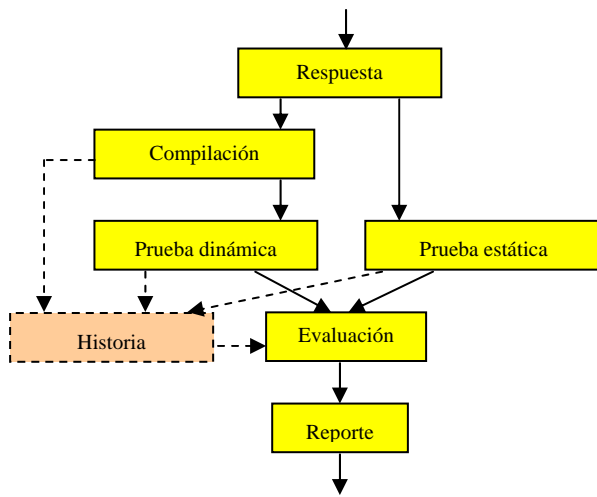 Respuesta
Compilación
Prueba dinámica
Prueba estática
Historia
Evaluación
Reporte